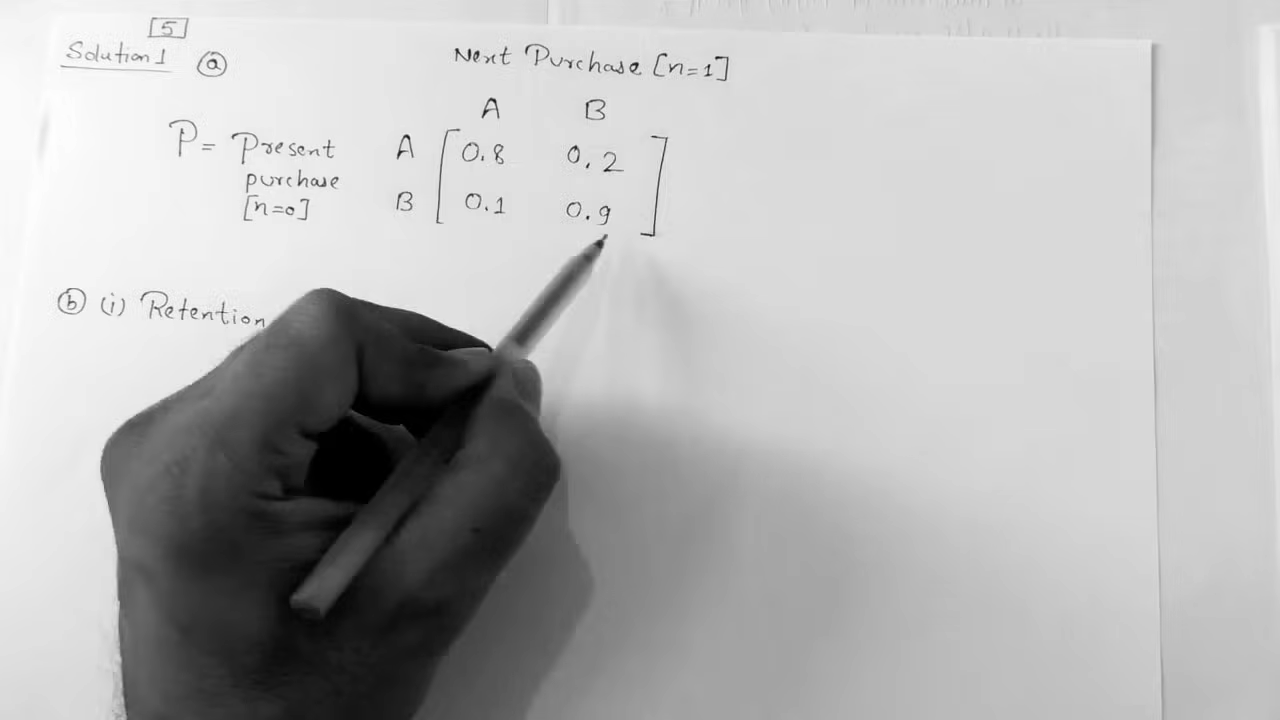 5
Solution 1 (a)
Next Purchase [n=1]
A B
P = Present A [0.8 0.2]
purchase
[n=0] B [0.1 0.9]
(b) (i) Retention